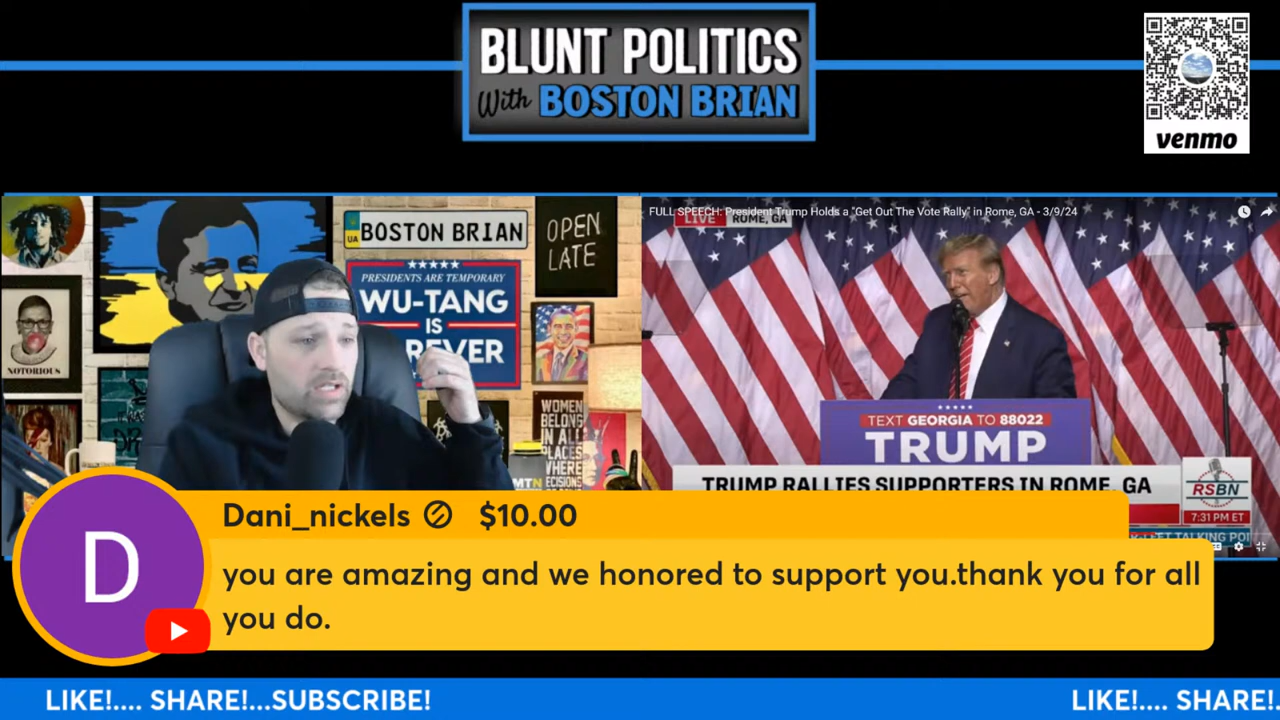 BLUNT POLITICS
With BOSTON BRIAN
venmo
FULL SPEECH: President Trump Holds a "Get Out The Vote Rally" in Rome, GA - 3/9/24
LIVE ROME, GA
UA BOSTON BRIAN
OPEN
LATE
PRESIDENTS ARE TEMPORARY
WU-TANG
IS
REVER
NOTORIOUS
WOMEN
BELONG
IN ALL
PLACES
WHERE
ECISIONS
TEXT GEORGIA TO 88022
TRUMP
TRUMP RALLIES SUPPORTERS IN ROME, GA
RSBN
7:31 PM ET
D
Dani_nickels $10.00
you are amazing and we honored to support you.thank you for all
you do.
LIKE!.... SHARE!...SUBSCRIBE!
LIKE!.... SHARE!.